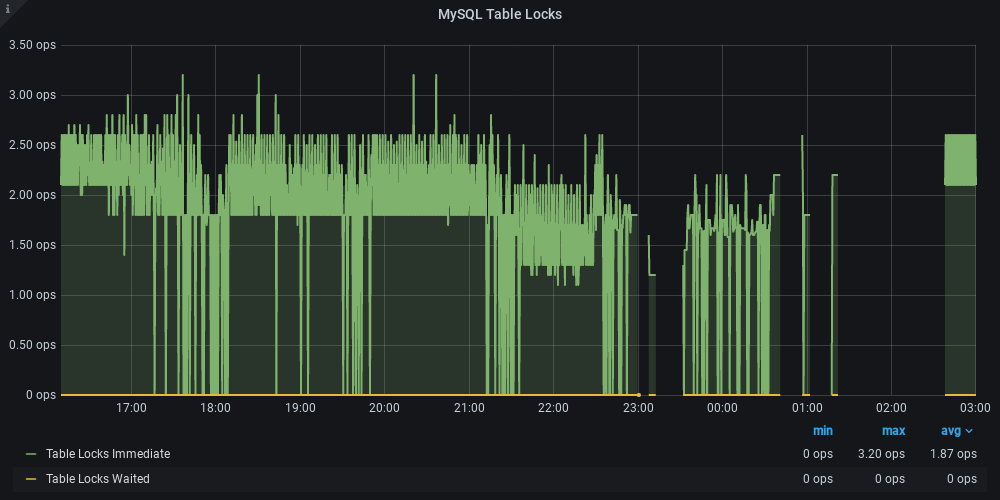 i
MySQL Table Locks
3.50 ops
3.00 ops
2.50 ops
2.00 ops
1.50 ops
1.00 ops
0.50 ops
0 ops
17:00 18:00 19:00 20:00 21:00 22:00 23:00 00:00 01:00 02:00 03:00
min max avg
Table Locks Immediate 0 ops 3.20 ops 1.87 ops
Table Locks Waited 0 ops 0 ops 0 ops